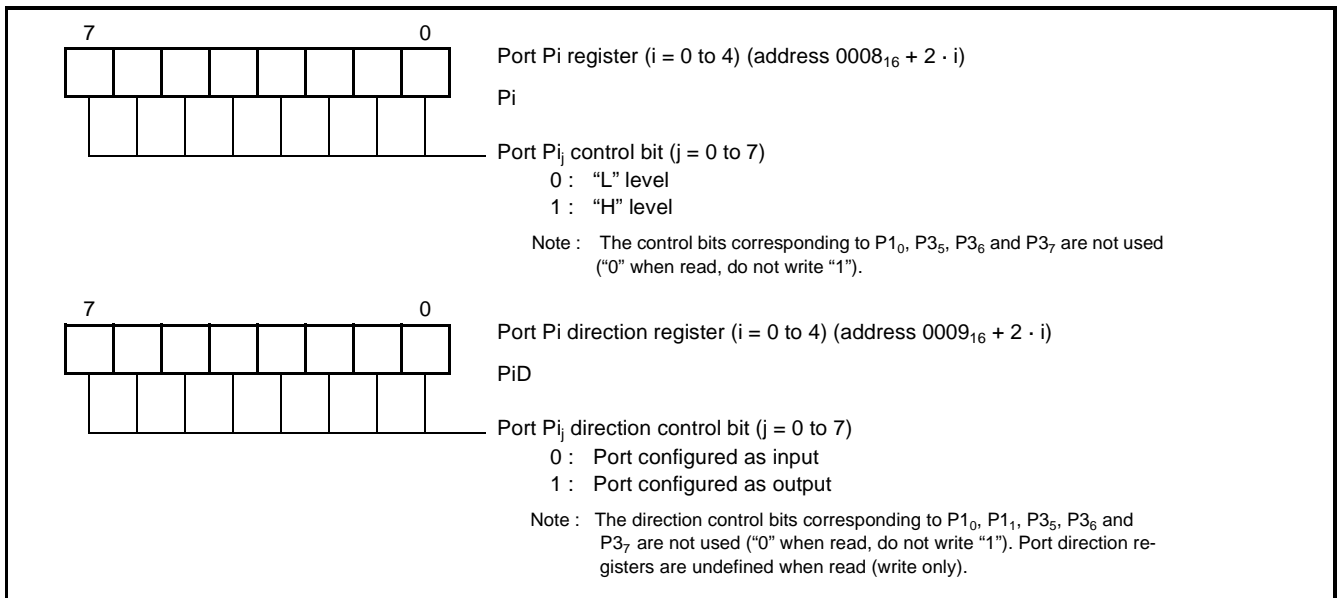 7 0
Port Pi register (i = 0 to 4) (address 0008₁₆ + 2 · i)
Pi
Port Piⱼ control bit (j = 0 to 7)
0 : “L” level
1 : “H” level
Note : The control bits corresponding to P1₀, P3₅, P3₆ and P3₇ are not used
(“0” when read, do not write “1”).
7 0
Port Pi direction register (i = 0 to 4) (address 0009₁₆ + 2 · i)
PiD
Port Piⱼ direction control bit (j = 0 to 7)
0 : Port configured as input
1 : Port configured as output
Note : The direction control bits corresponding to P1₀, P1₁, P3₅, P3₆ and
P3₇ are not used (“0” when read, do not write “1”). Port direction re-
gisters are undefined when read (write only).